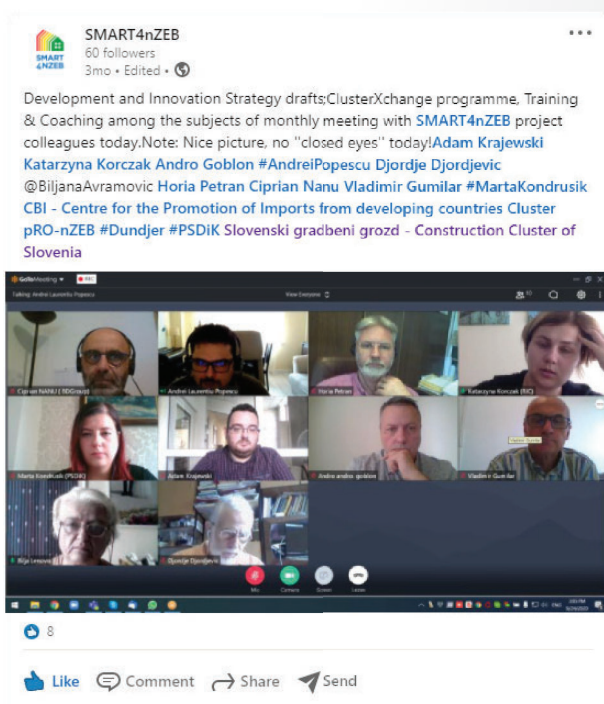 SMART4nZEB
60 followers
3mo • Edited •
SMART
4NZEB
Development and Innovation Strategy drafts;ClusterXchange programme, Training
& Coaching among the subjects of monthly meeting with SMART4nZEB project
colleagues today.Note: Nice picture, no "closed eyes" today!Adam Krajewski
Katarzyna Korczak Andro Goblon #AndreiPopescu Djordje Djordjevic
@BiljanaAvramovic Horia Petran Ciprian Nanu Vladimir Gumilar #MartaKondrusik
CBI - Centre for the Promotion of Imports from developing countries Cluster
pRO-nZEB #Dundjer #PSDiK Slovenski gradbeni grozd - Construction Cluster of
Slovenia
GoToMeeting REC
Talking: Andrei Laurentiu Popescu View Everyone 10
Ciprian NANU ( BDGroup) Andrei Laurentiu Popescu Horia Petran Katarzyna Korczak (RIC)
Marta Kondrusik (PSDiK) Adam Krajewski Andro andro goblon Vladimir Gumilar
Djordje Djordjevic
Mic Camera Screen Leave
ENG
8
Like Comment Share Send